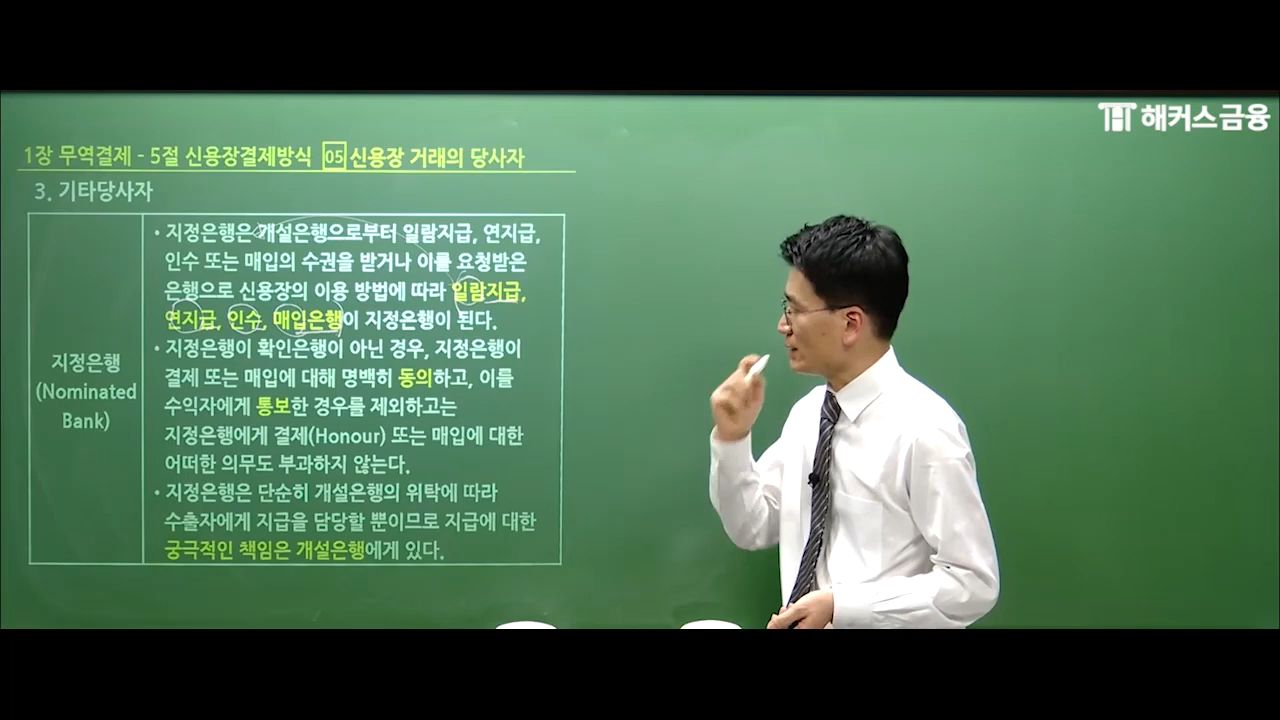 해커스금융
1장 무역결제 - 5절 신용장결제방식 05 신용장 거래의 당사자
3. 기타당사자
지정은행
(Nominated
Bank)
• 지정은행은 개설은행으로부터 일람지급, 연지급,
인수 또는 매입의 수권을 받거나 이를 요청받은
은행으로 신용장의 이용 방법에 따라 일람지급,
연지급, 인수, 매입은행이 지정은행이 된다.
• 지정은행이 확인은행이 아닌 경우, 지정은행이
결제 또는 매입에 대해 명백히 동의하고, 이를
수익자에게 통보한 경우를 제외하고는
지정은행에게 결제(Honour) 또는 매입에 대한
어떠한 의무도 부과하지 않는다.
• 지정은행은 단순히 개설은행의 위탁에 따라
수출자에게 지급을 담당할 뿐이므로 지급에 대한
궁극적인 책임은 개설은행에게 있다.